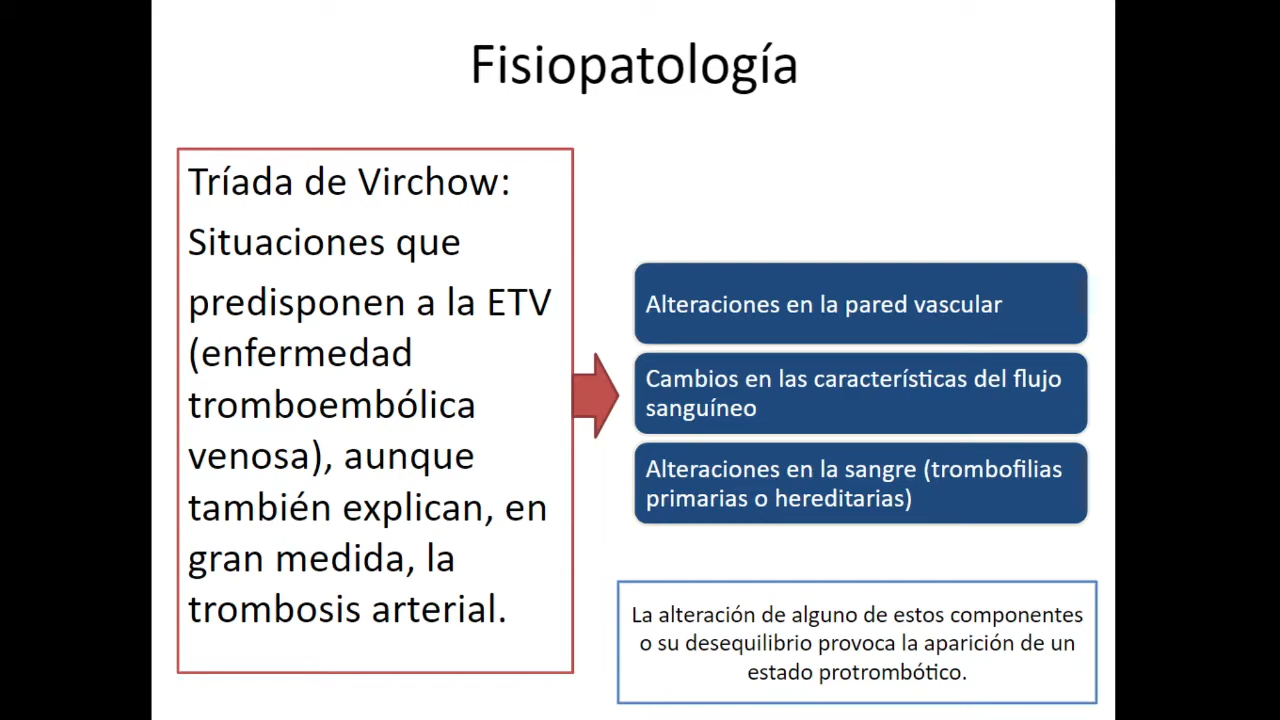 Fisiopatología
Tríada de Virchow:
Situaciones que
predisponen a la ETV
(enfermedad
tromboembólica
venosa), aunque
también explican, en
gran medida, la
trombosis arterial.
Alteraciones en la pared vascular
Cambios en las características del flujo
sanguíneo
Alteraciones en la sangre (trombofilias
primarias o hereditarias)
La alteración de alguno de estos componentes
o su desequilibrio provoca la aparición de un
estado protrombótico.